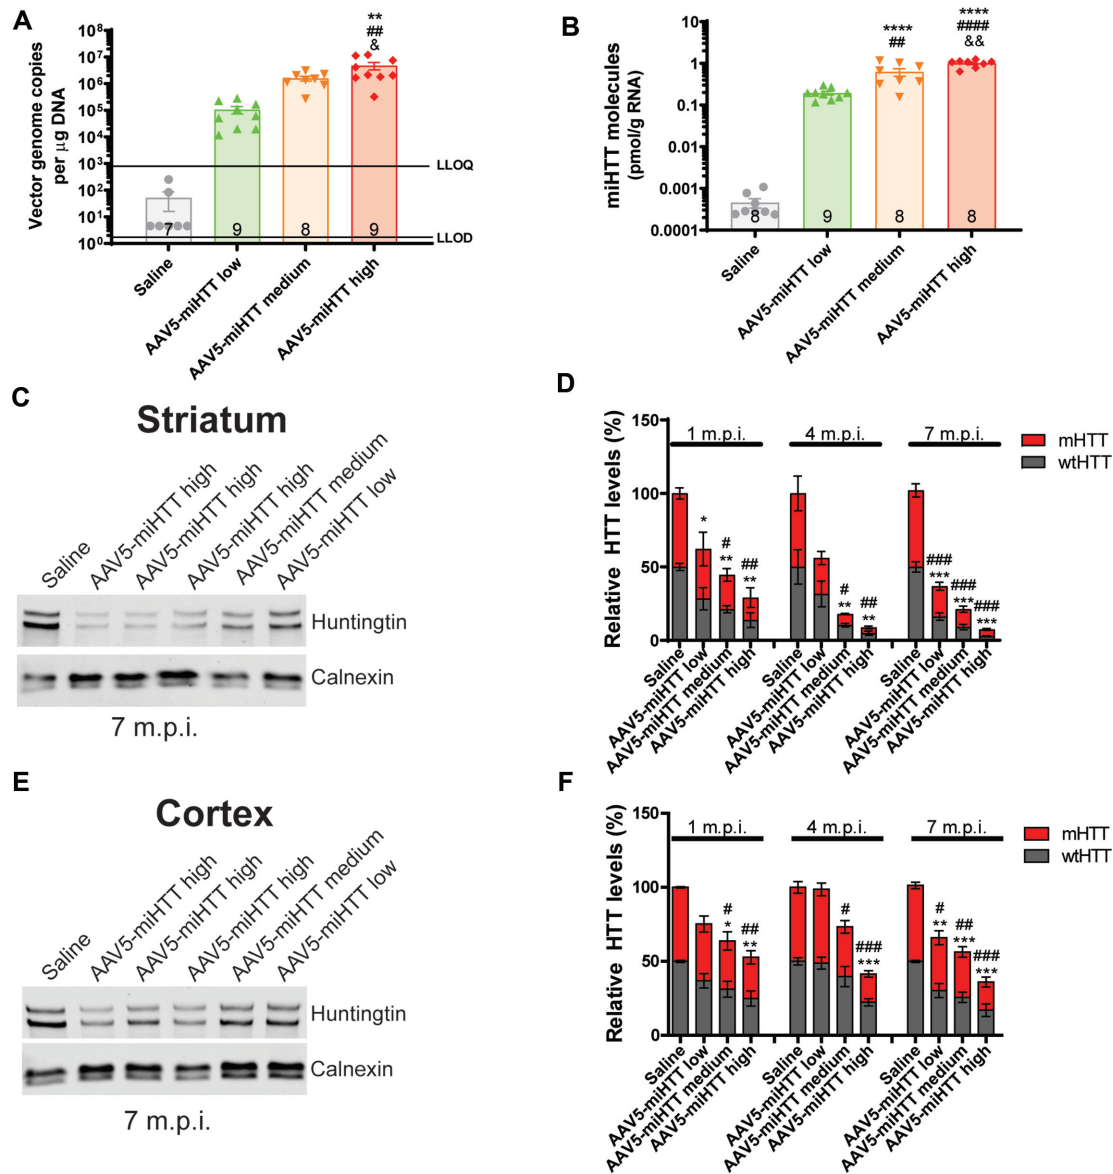 A
Vector genome copies
per µg DNA
10⁸
10⁷
10⁶
10⁵
10⁴
10³
10²
10¹
10⁰
**
##
&
LLOQ
LLOD
7
9
8
9
Saline
AAV5-miHTT low
AAV5-miHTT medium
AAV5-miHTT high
B
miHTT molecules
(pmol/g RNA)
10
1
0.1
0.01
0.001
0.0001
****
##
****
####
&&
8
9
8
8
Saline
AAV5-miHTT low
AAV5-miHTT medium
AAV5-miHTT high
C
Striatum
Saline
AAV5-miHTT high
AAV5-miHTT high
AAV5-miHTT high
AAV5-miHTT medium
AAV5-miHTT low
Huntingtin
Calnexin
7 m.p.i.
D
Relative HTT levels (%)
150
100
50
0
1 m.p.i.
4 m.p.i.
7 m.p.i.
mHTT
wtHTT
*
#
**
##
**
#
**
##
**
###
***
###
***
###
***
Saline
AAV5-miHTT low
AAV5-miHTT medium
AAV5-miHTT high
Saline
AAV5-miHTT low
AAV5-miHTT medium
AAV5-miHTT high
Saline
AAV5-miHTT low
AAV5-miHTT medium
AAV5-miHTT high
E
Cortex
Saline
AAV5-miHTT high
AAV5-miHTT high
AAV5-miHTT high
AAV5-miHTT medium
AAV5-miHTT low
Huntingtin
Calnexin
7 m.p.i.
F
Relative HTT levels (%)
150
100
50
0
1 m.p.i.
4 m.p.i.
7 m.p.i.
mHTT
wtHTT
#
*
##
**
#
###
***
#
**
##
***
###
***
Saline
AAV5-miHTT low
AAV5-miHTT medium
AAV5-miHTT high
Saline
AAV5-miHTT low
AAV5-miHTT medium
AAV5-miHTT high
Saline
AAV5-miHTT low
AAV5-miHTT medium
AAV5-miHTT high